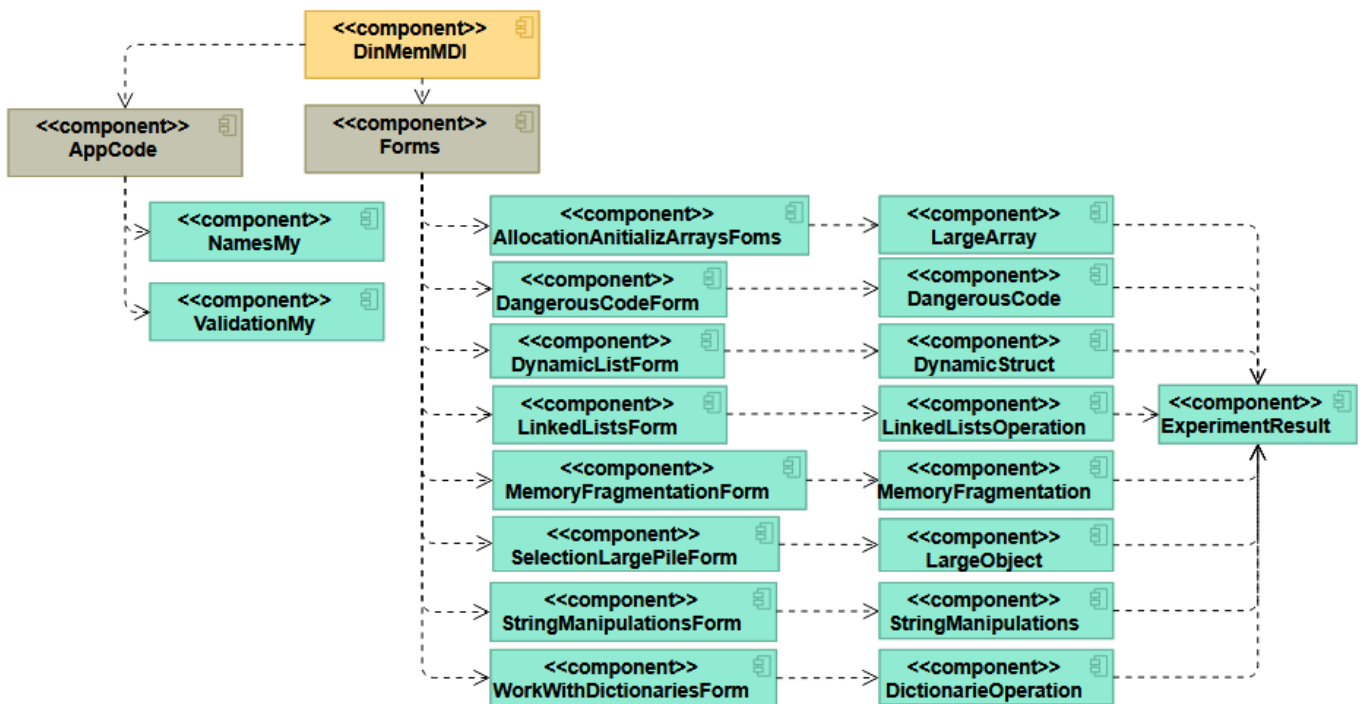 <<component>>
DinMemMDI
<<component>>
AppCode
<<component>>
Forms
<<component>>
NamesMy
<<component>>
ValidationMy
<<component>>
AllocationAnitializArraysFoms
<<component>>
LargeArray
<<component>>
DangerousCodeForm
<<component>>
DangerousCode
<<component>>
DynamicListForm
<<component>>
DynamicStruct
<<component>>
LinkedListsForm
<<component>>
LinkedListsOperation
<<component>>
ExperimentResult
<<component>>
MemoryFragmentationForm
<<component>>
MemoryFragmentation
<<component>>
SelectionLargePileForm
<<component>>
LargeObject
<<component>>
StringManipulationsForm
<<component>>
StringManipulations
<<component>>
WorkWithDictionariesForm
<<component>>
DictionarieOperation